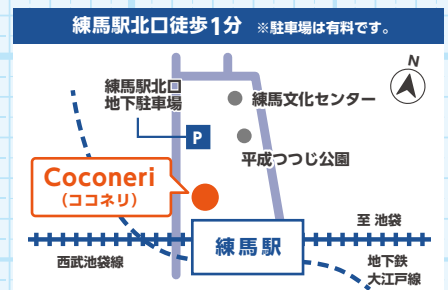 練馬駅北口徒歩1分 ※駐車場は有料です。
N
練馬駅北口
地下駐車場
練馬文化センター
P
平成つつじ公園
Coconeri
(ココネリ)
至 池袋
練馬駅
西武池袋線
地下鉄
大江戸線